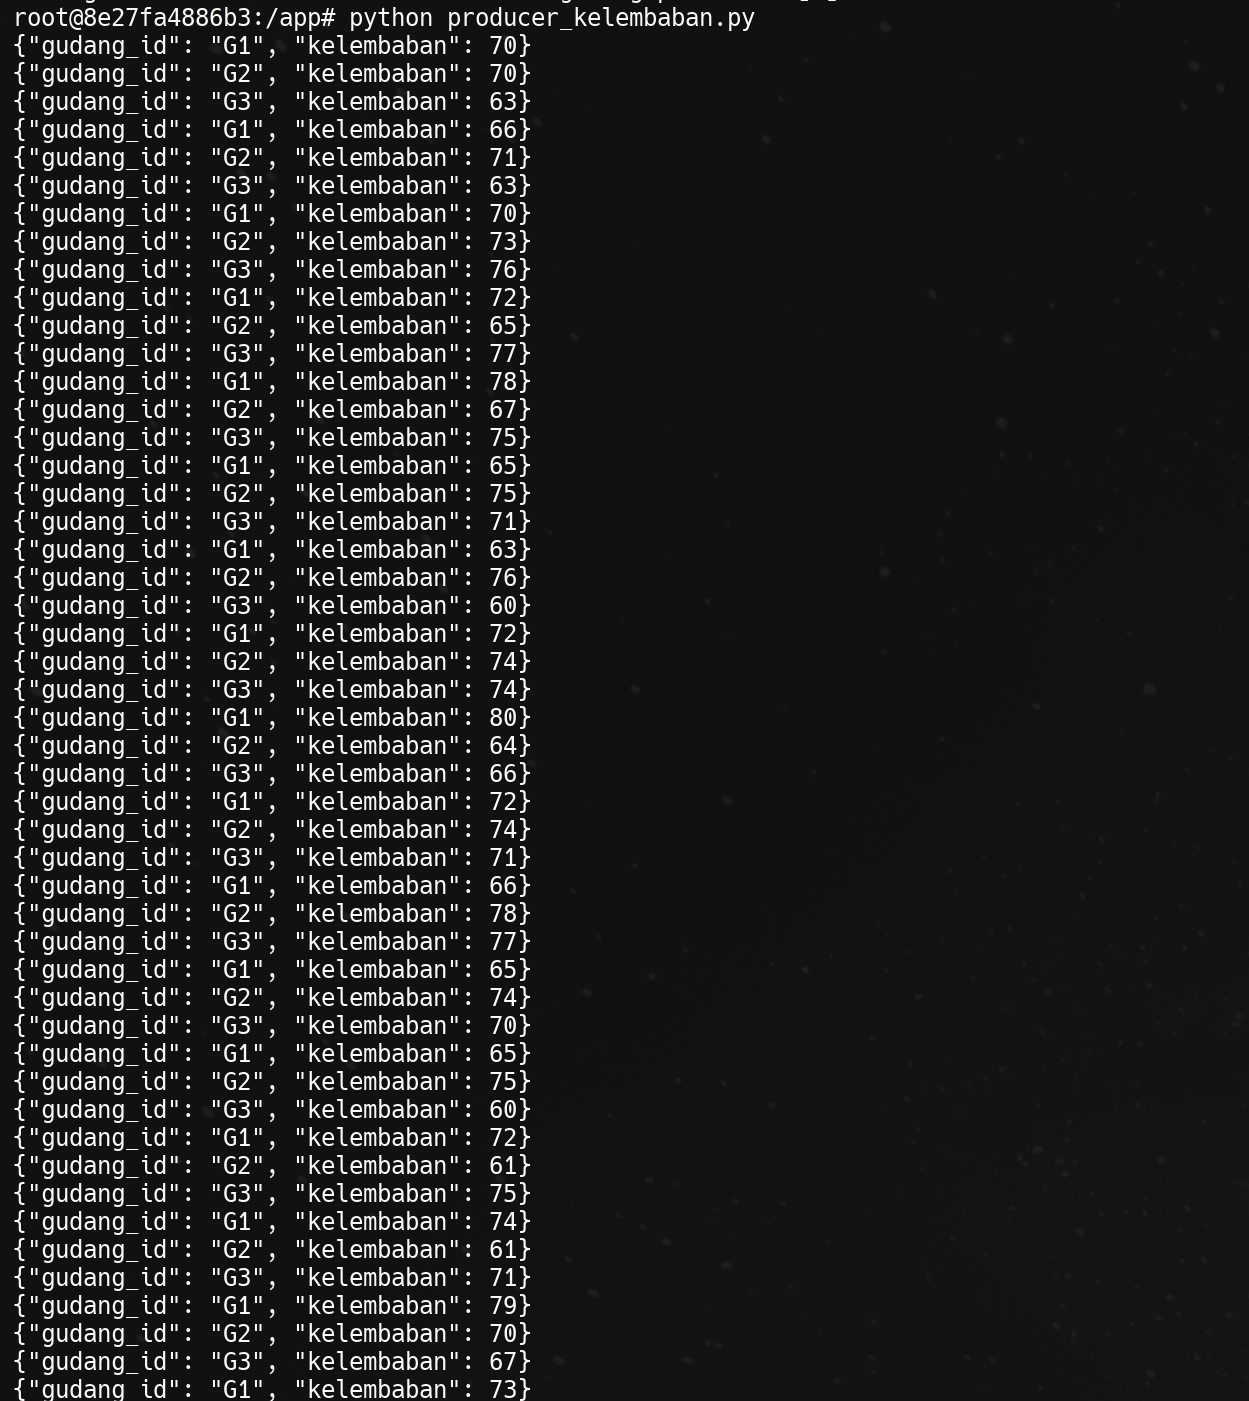 root@8e27fa4886b3:/app# python producer_kelembaban.py
{"gudang_id": "G1", "kelembaban": 70}
{"gudang_id": "G2", "kelembaban": 70}
{"gudang_id": "G3", "kelembaban": 63}
{"gudang_id": "G1", "kelembaban": 66}
{"gudang_id": "G2", "kelembaban": 71}
{"gudang_id": "G3", "kelembaban": 63}
{"gudang_id": "G1", "kelembaban": 70}
{"gudang_id": "G2", "kelembaban": 73}
{"gudang_id": "G3", "kelembaban": 76}
{"gudang_id": "G1", "kelembaban": 72}
{"gudang_id": "G2", "kelembaban": 65}
{"gudang_id": "G3", "kelembaban": 77}
{"gudang_id": "G1", "kelembaban": 78}
{"gudang_id": "G2", "kelembaban": 67}
{"gudang_id": "G3", "kelembaban": 75}
{"gudang_id": "G1", "kelembaban": 65}
{"gudang_id": "G2", "kelembaban": 75}
{"gudang_id": "G3", "kelembaban": 71}
{"gudang_id": "G1", "kelembaban": 63}
{"gudang_id": "G2", "kelembaban": 76}
{"gudang_id": "G3", "kelembaban": 60}
{"gudang_id": "G1", "kelembaban": 72}
{"gudang_id": "G2", "kelembaban": 74}
{"gudang_id": "G3", "kelembaban": 74}
{"gudang_id": "G1", "kelembaban": 80}
{"gudang_id": "G2", "kelembaban": 64}
{"gudang_id": "G3", "kelembaban": 66}
{"gudang_id": "G1", "kelembaban": 72}
{"gudang_id": "G2", "kelembaban": 74}
{"gudang_id": "G3", "kelembaban": 71}
{"gudang_id": "G1", "kelembaban": 66}
{"gudang_id": "G2", "kelembaban": 78}
{"gudang_id": "G3", "kelembaban": 77}
{"gudang_id": "G1", "kelembaban": 65}
{"gudang_id": "G2", "kelembaban": 74}
{"gudang_id": "G3", "kelembaban": 70}
{"gudang_id": "G1", "kelembaban": 65}
{"gudang_id": "G2", "kelembaban": 75}
{"gudang_id": "G3", "kelembaban": 60}
{"gudang_id": "G1", "kelembaban": 72}
{"gudang_id": "G2", "kelembaban": 61}
{"gudang_id": "G3", "kelembaban": 75}
{"gudang_id": "G1", "kelembaban": 74}
{"gudang_id": "G2", "kelembaban": 61}
{"gudang_id": "G3", "kelembaban": 71}
{"gudang_id": "G1", "kelembaban": 79}
{"gudang_id": "G2", "kelembaban": 70}
{"gudang_id": "G3", "kelembaban": 67}
{"gudang_id": "G1", "kelembaban": 73}